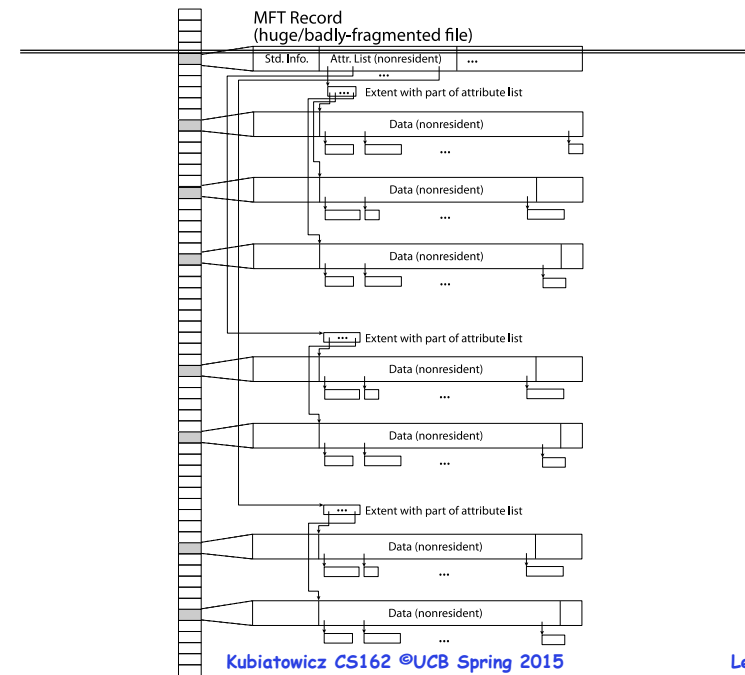 MFT Record
(huge/badly-fragmented file)
Std. Info. Attr. List (nonresident) ...
...
... Extent with part of attribute list
Data (nonresident)
...
Data (nonresident)
...
Data (nonresident)
...
... Extent with part of attribute list
Data (nonresident)
...
Data (nonresident)
...
... Extent with part of attribute list
Data (nonresident)
...
Data (nonresident)
...
Kubiatowicz CS162 ©UCB Spring 2015 Le